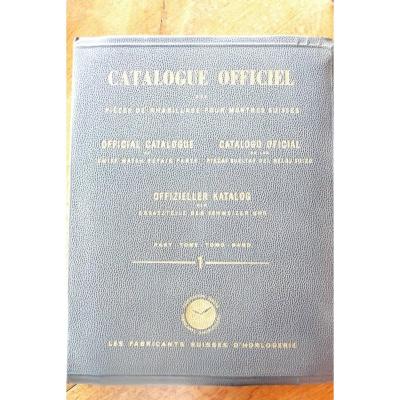 CATALOGUE OFFICIEL
DES
PIÈCES DE RHABILLAGE POUR MONTRES SUISSES
OFFICIAL CATALOGUE
OF
SWISS WATCH REPAIR PARTS
CATALOGO OFICIAL
DE LAS
PIEZAS SUELTAS DEL RELOJ SUIZO
OFFIZIELLER KATALOG
DER
ERSATZTEILE DER SCHWEIZER UHR
PART - TOME - TOMO - BAND
1
LES FABRICANTS SUISSES D'HORLOGERIE